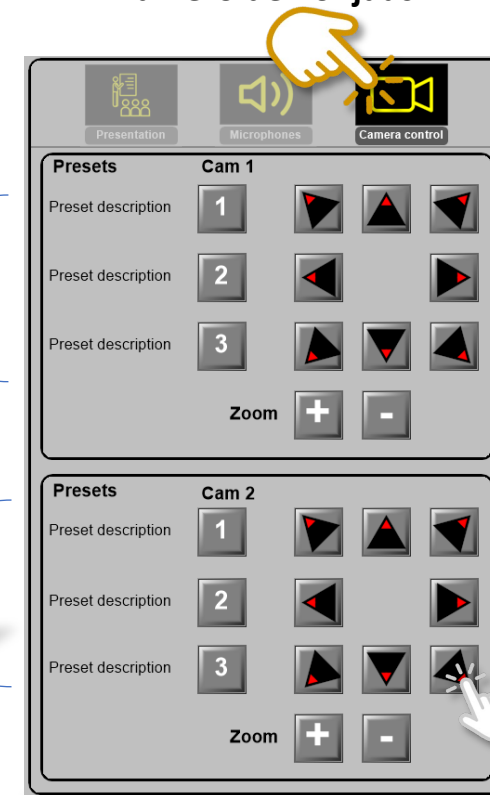 Presentation Microphones Camera control
Presets Cam 1
Preset description 1
Preset description 2
Preset description 3
Zoom + -
Presets Cam 2
Preset description 1
Preset description 2
Preset description 3
Zoom + -